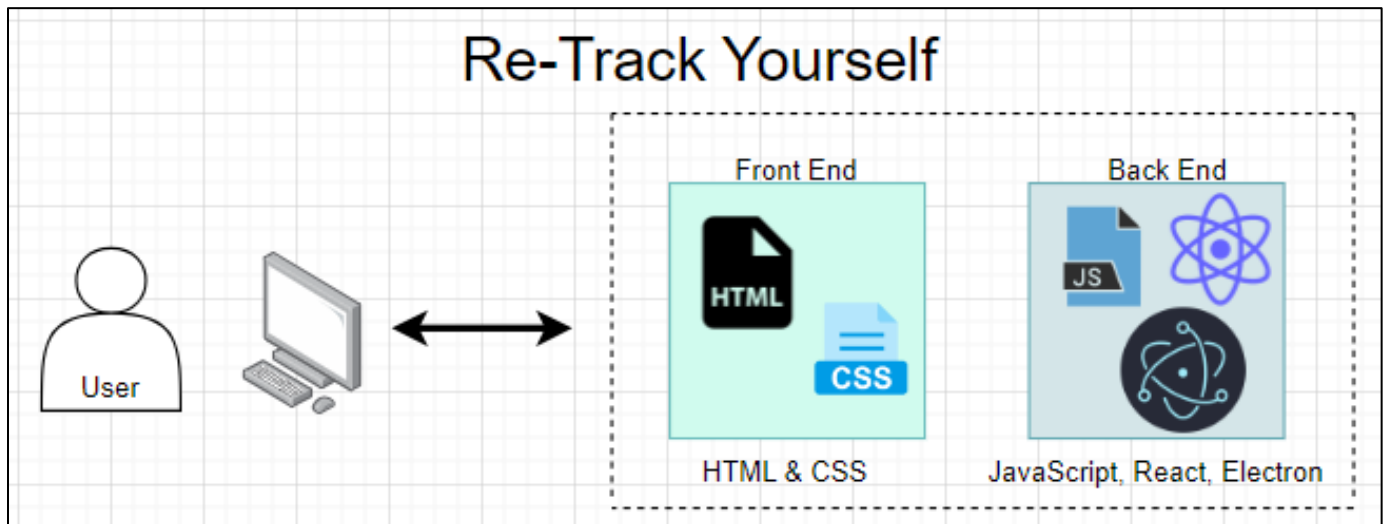 Re-Track Yourself
Front End
Back End
HTML
JS
CSS
User
HTML & CSS
JavaScript, React, Electron